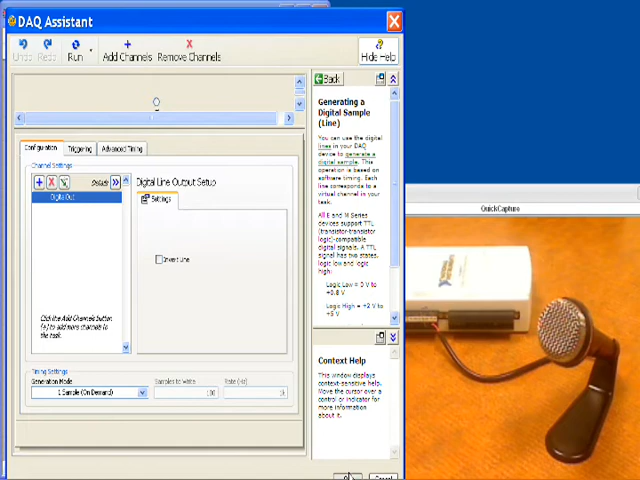 DAQ Assistant
Undo Redo Run Add Channels Remove Channels Hide Help
Back
Generating a
Digital Sample
(Line)
You can use the digital
lines in your DAQ
device to generate a
digital sample. This
operation is based on
software timing. Each
line corresponds to a
virtual channel in your
task.
All E and M Series
devices support TTL
(transistor-transistor
logic)-compatible
digital signals. A TTL
signal has two states,
logic low and logic
high:
Logic Low = 0 V to
+0.8 V
Logic High = +2 V to
+5 V
Configuration Triggering Advanced Timing
Channel Settings
Details
Digital Out
Digital Line Output Setup
Settings
Invert Line
Click the Add Channels button
(+) to add more channels to
the task.
Timing Settings
Generation Mode Samples to Write Rate (Hz)
1 Sample (On Demand) 100 1k
Context Help
This window displays
context-sensitive help.
Move the cursor over a
control or indicator for
more information
about it.
Cancel
QuickCapture